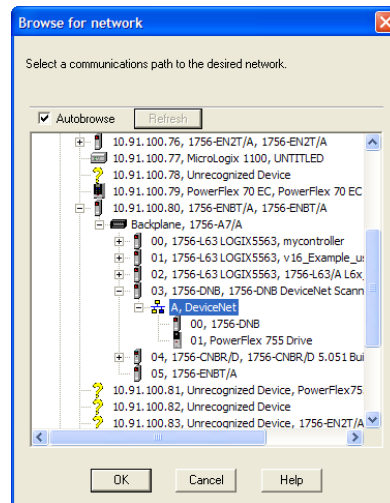 Browse for network
Select a communications path to the desired network.
Autobrowse
Refresh
10.91.100.76, 1756-EN2T/A, 1756-EN2T/A
10.91.100.77, MicroLogix 1100, UNTITLED
10.91.100.78, Unrecognized Device
10.91.100.79, PowerFlex 70 EC, PowerFlex 70 EC
10.91.100.80, 1756-ENBT/A, 1756-ENBT/A
Backplane, 1756-A7/A
00, 1756-L63 LOGIX5563, mycontroller
01, 1756-L63 LOGIX5563, v16_Example_us
02, 1756-L63 LOGIX5563, 1756-L63/A L6x_
03, 1756-DNB, 1756-DNB DeviceNet Scann
A, DeviceNet
00, 1756-DNB
01, PowerFlex 755 Drive
04, 1756-CNBR/D, 1756-CNBR/D 5.051 Bui
05, 1756-ENBT/A
10.91.100.81, Unrecognized Device, PowerFlex75
10.91.100.82, Unrecognized Device
10.91.100.83, Unrecognized Device, 1756-EN2T/A
OK
Cancel
Help